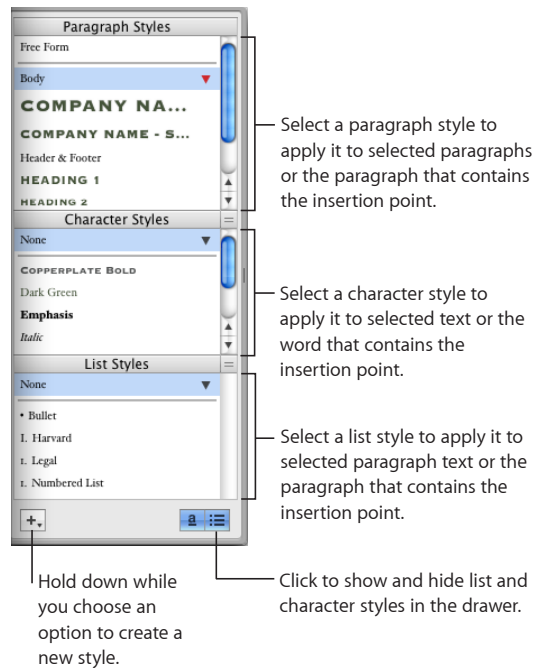 Paragraph Styles
Free Form
Body
COMPANY NA...
COMPANY NAME - S...
Header & Footer
HEADING 1
HEADING 2
Select a paragraph style to
apply it to selected paragraphs
or the paragraph that contains
the insertion point.
Character Styles
None
COPPERPLATE BOLD
Dark Green
Emphasis
Italic
Select a character style to
apply it to selected text or the
word that contains the
insertion point.
List Styles
None
• Bullet
I. Harvard
1. Legal
1. Numbered List
Select a list style to apply it to
selected paragraph text or the
paragraph that contains the
insertion point.
a
Hold down while
you choose an
option to create a
new style.
Click to show and hide list and
character styles in the drawer.